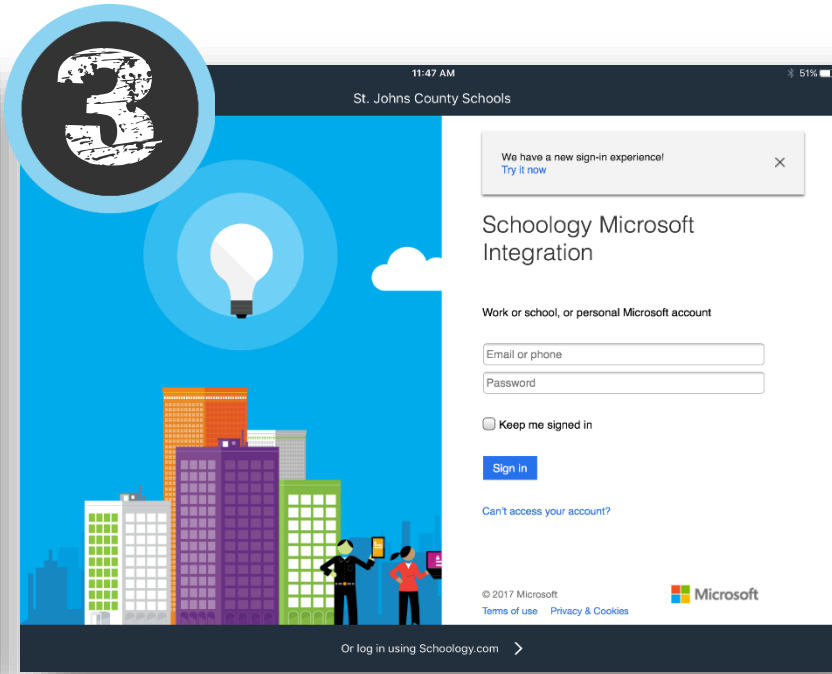 3
11:47 AM
51%
St. Johns County Schools
We have a new sign-in experience!
Try it now
Schoology Microsoft
Integration
Work or school, or personal Microsoft account
Email or phone
Password
Keep me signed in
Sign in
Can't access your account?
© 2017 Microsoft
Microsoft
Terms of use Privacy & Cookies
Or log in using Schoology.com